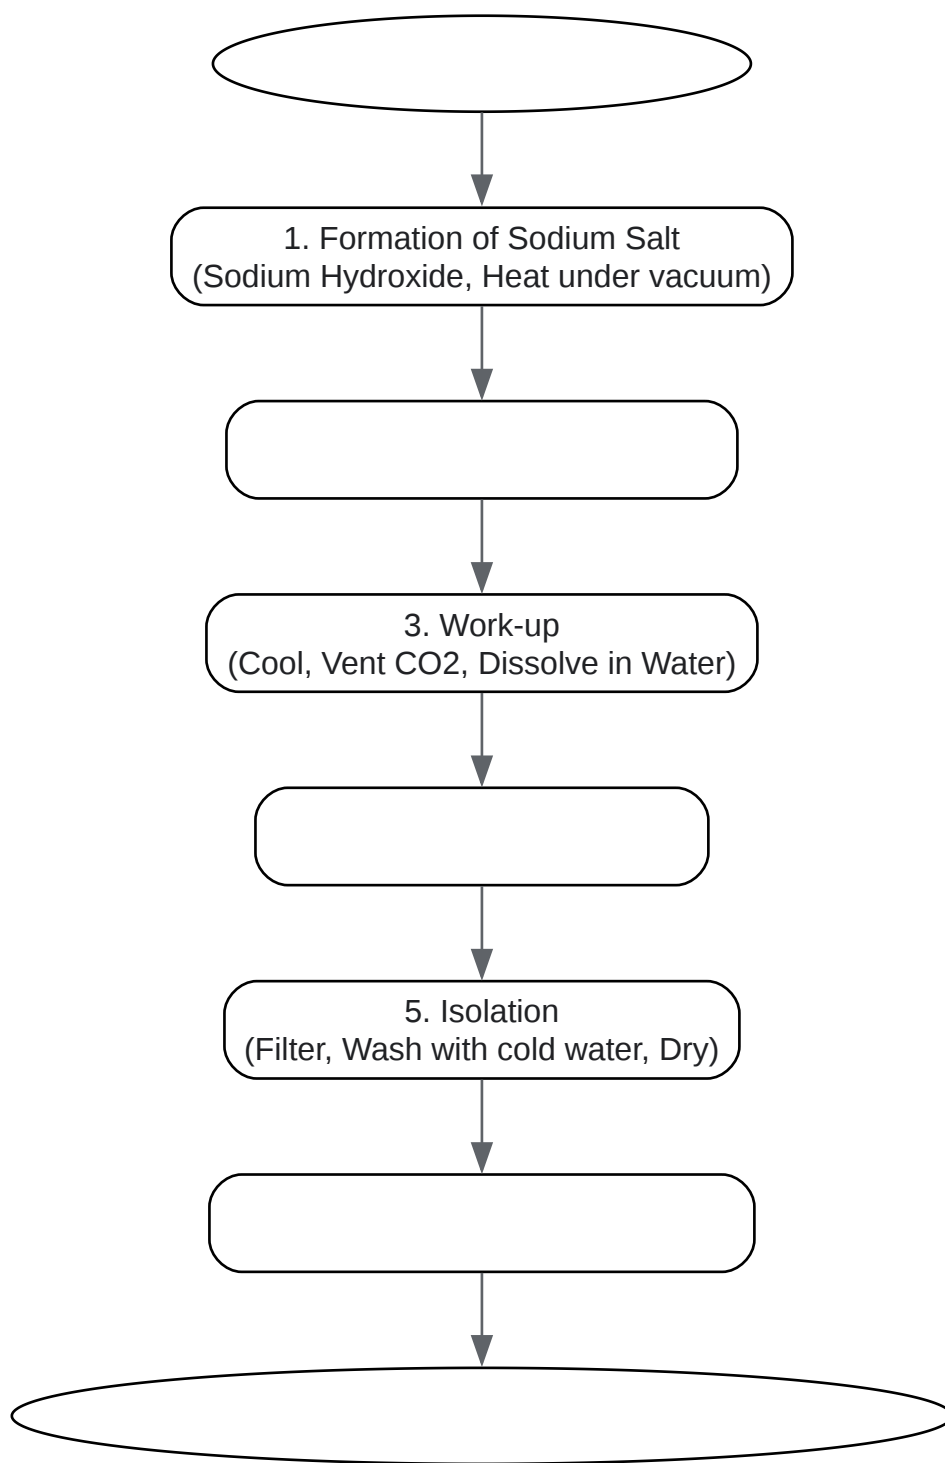 1. Formation of Sodium Salt
(Sodium Hydroxide, Heat under vacuum)
3. Work-up
(Cool, Vent CO2, Dissolve in Water)
5. Isolation
(Filter, Wash with cold water, Dry)